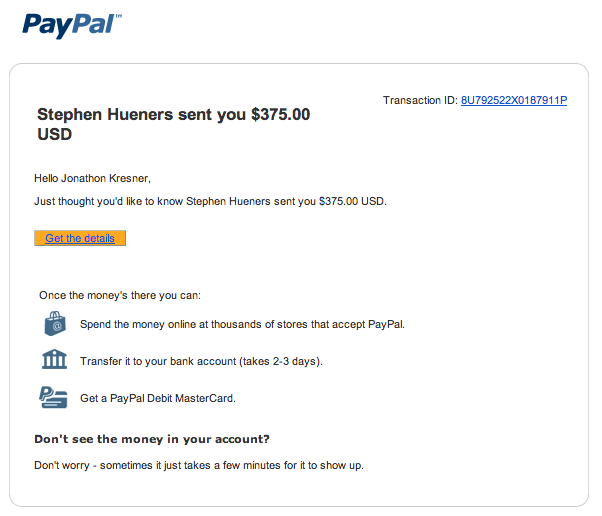 PayPal™
Transaction ID: 8U792522X0187911P
Stephen Hueners sent you $375.00
USD
Hello Jonathon Kresner,
Just thought you'd like to know Stephen Hueners sent you $375.00 USD.
Get the details
Once the money's there you can:
Spend the money online at thousands of stores that accept PayPal.
Transfer it to your bank account (takes 2-3 days).
Get a PayPal Debit MasterCard.
Don't see the money in your account?
Don't worry - sometimes it just takes a few minutes for it to show up.